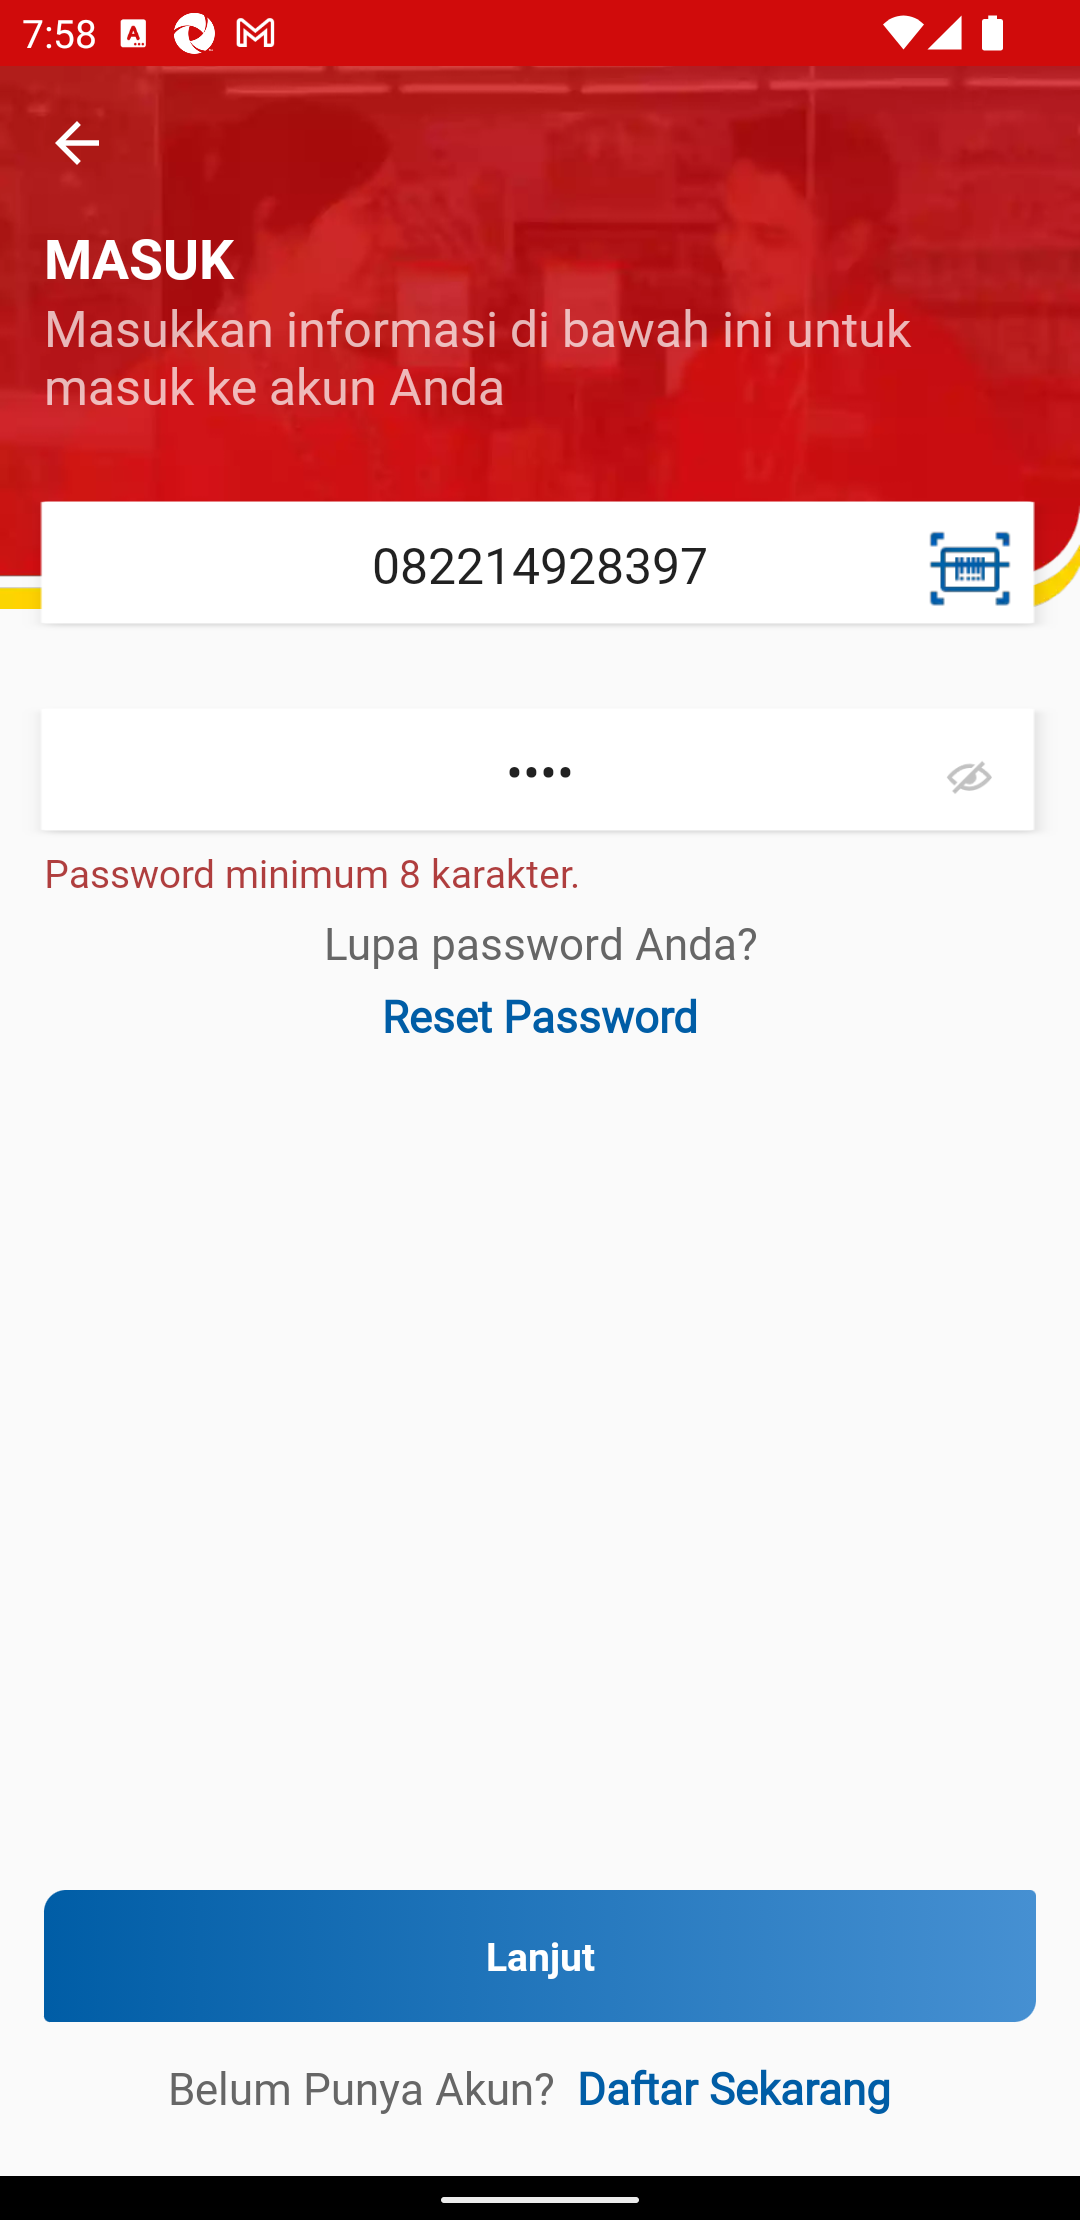 7:58
MASUK
Masukkan informasi di bawah ini untuk
masuk ke akun Anda
082214928397
••••
Password minimum 8 karakter.
Lupa password Anda?
Reset Password
Lanjut
Belum Punya Akun? Daftar Sekarang